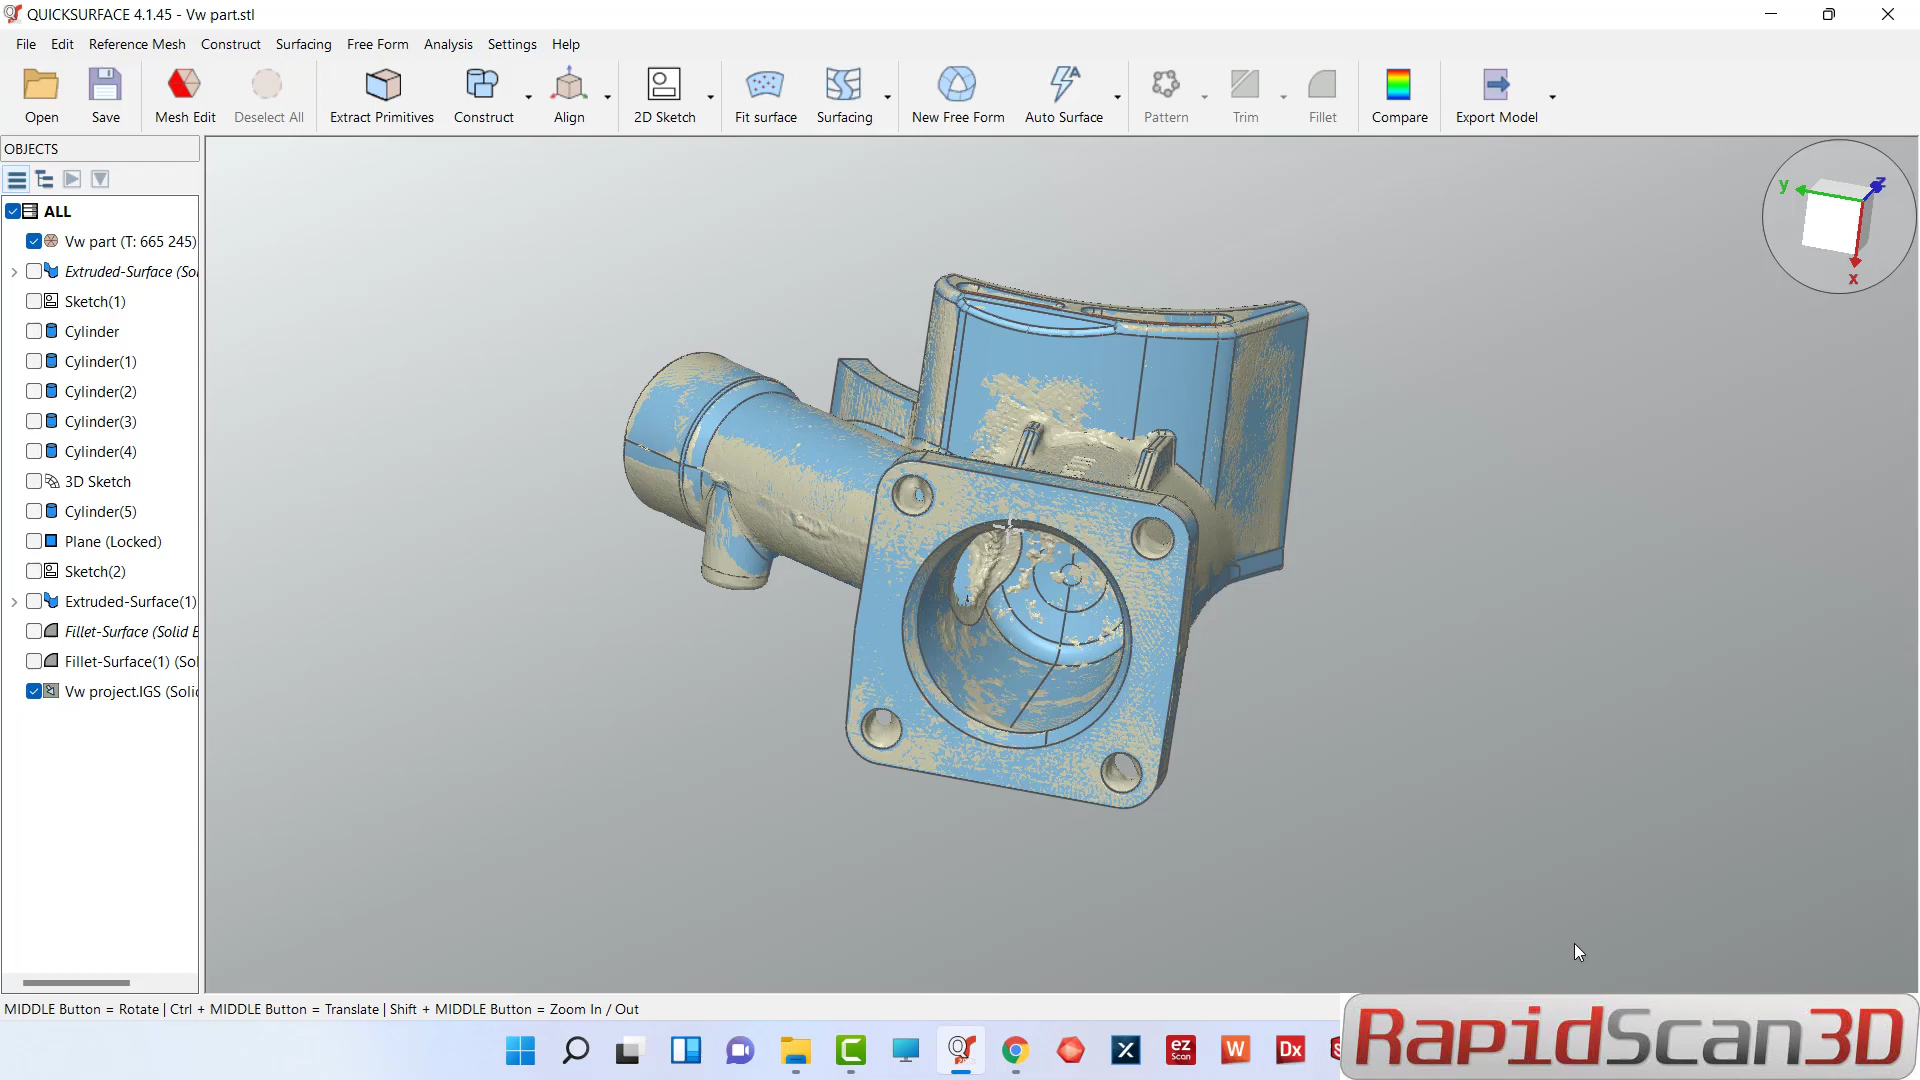 QUICKSURFACE 4.1.45 - Vw part.stl
File Edit Reference Mesh Construct Surfacing Free Form Analysis Settings Help
Open Save Mesh Edit Deselect All Extract Primitives Construct Align 2D Sketch Fit surface Surfacing New Free Form Auto Surface Pattern Trim Fillet Compare Export Model
OBJECTS
ALL
Vw part (T: 665 245)
Extruded-Surface (So
Sketch(1)
Cylinder
Cylinder(1)
Cylinder(2)
Cylinder(3)
Cylinder(4)
3D Sketch
Cylinder(5)
Plane (Locked)
Sketch(2)
Extruded-Surface(1)
Fillet-Surface (Solid
Fillet-Surface(1) (So
Vw project.IGS (Soli
y
z
x
MIDDLE Button = Rotate | Ctrl + MIDDLE Button = Translate | Shift + MIDDLE Button = Zoom In / Out
ez
Scan
W
Dx
RapidScan3D